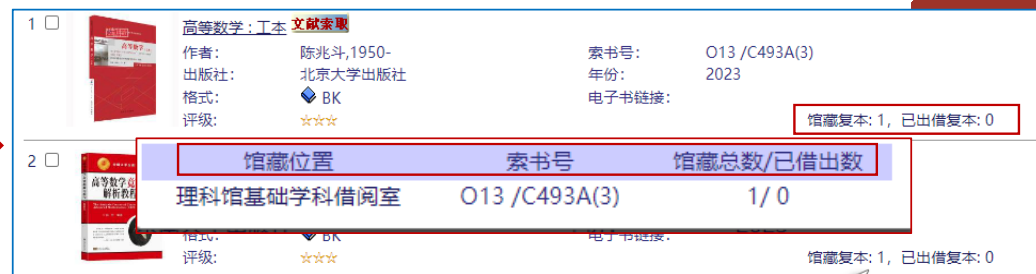 1 高等数学 : 工本 文献索取
作者: 陈兆斗,1950- 索书号: O13 /C493A(3)
出版社: 北京大学出版社 年份: 2023
格式: BK 电子书链接:
评级: 馆藏复本: 1, 已出借复本: 0
2
馆藏位置 索书号 馆藏总数/已借出数
理科馆基础学科借阅室 O13 /C493A(3) 1/ 0
高等数学
解析教程
格式: BK 电子书链接:
评级: 馆藏复本: 1, 已出借复本: 0